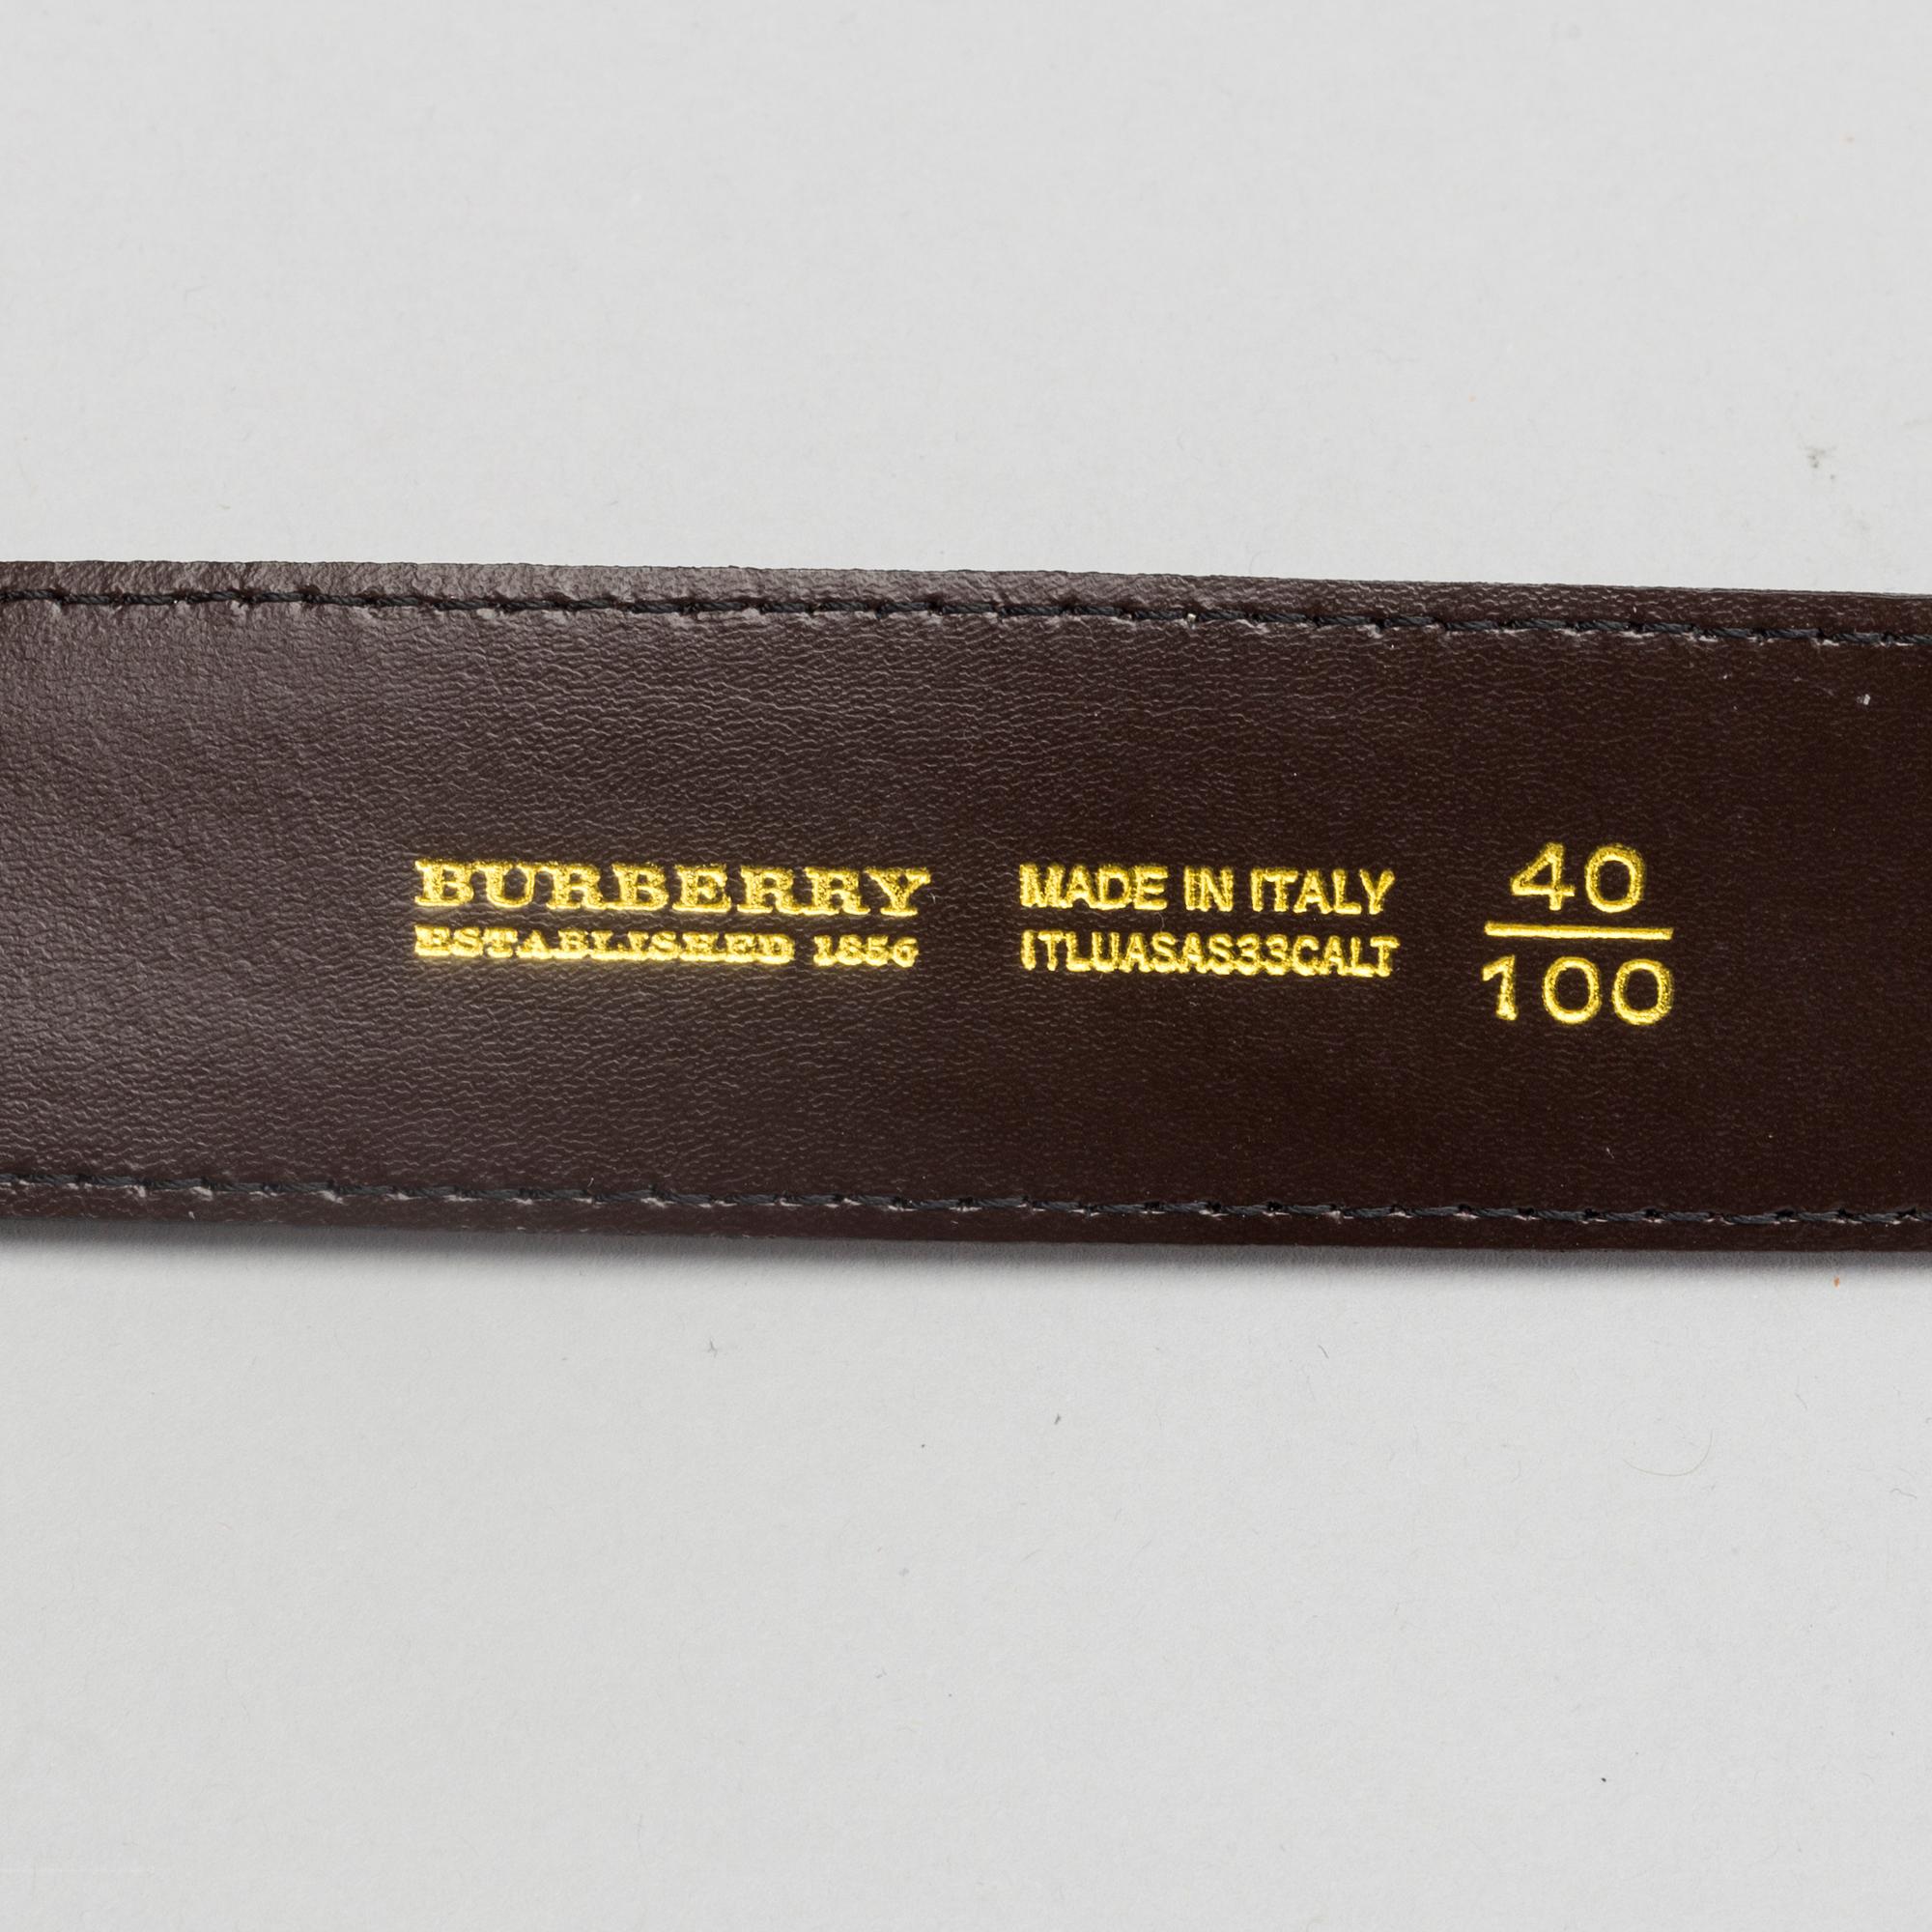 BURBERRY
ESTABLISHED 1856
MADE IN ITALY
ITLUASAS33CALT
40
100